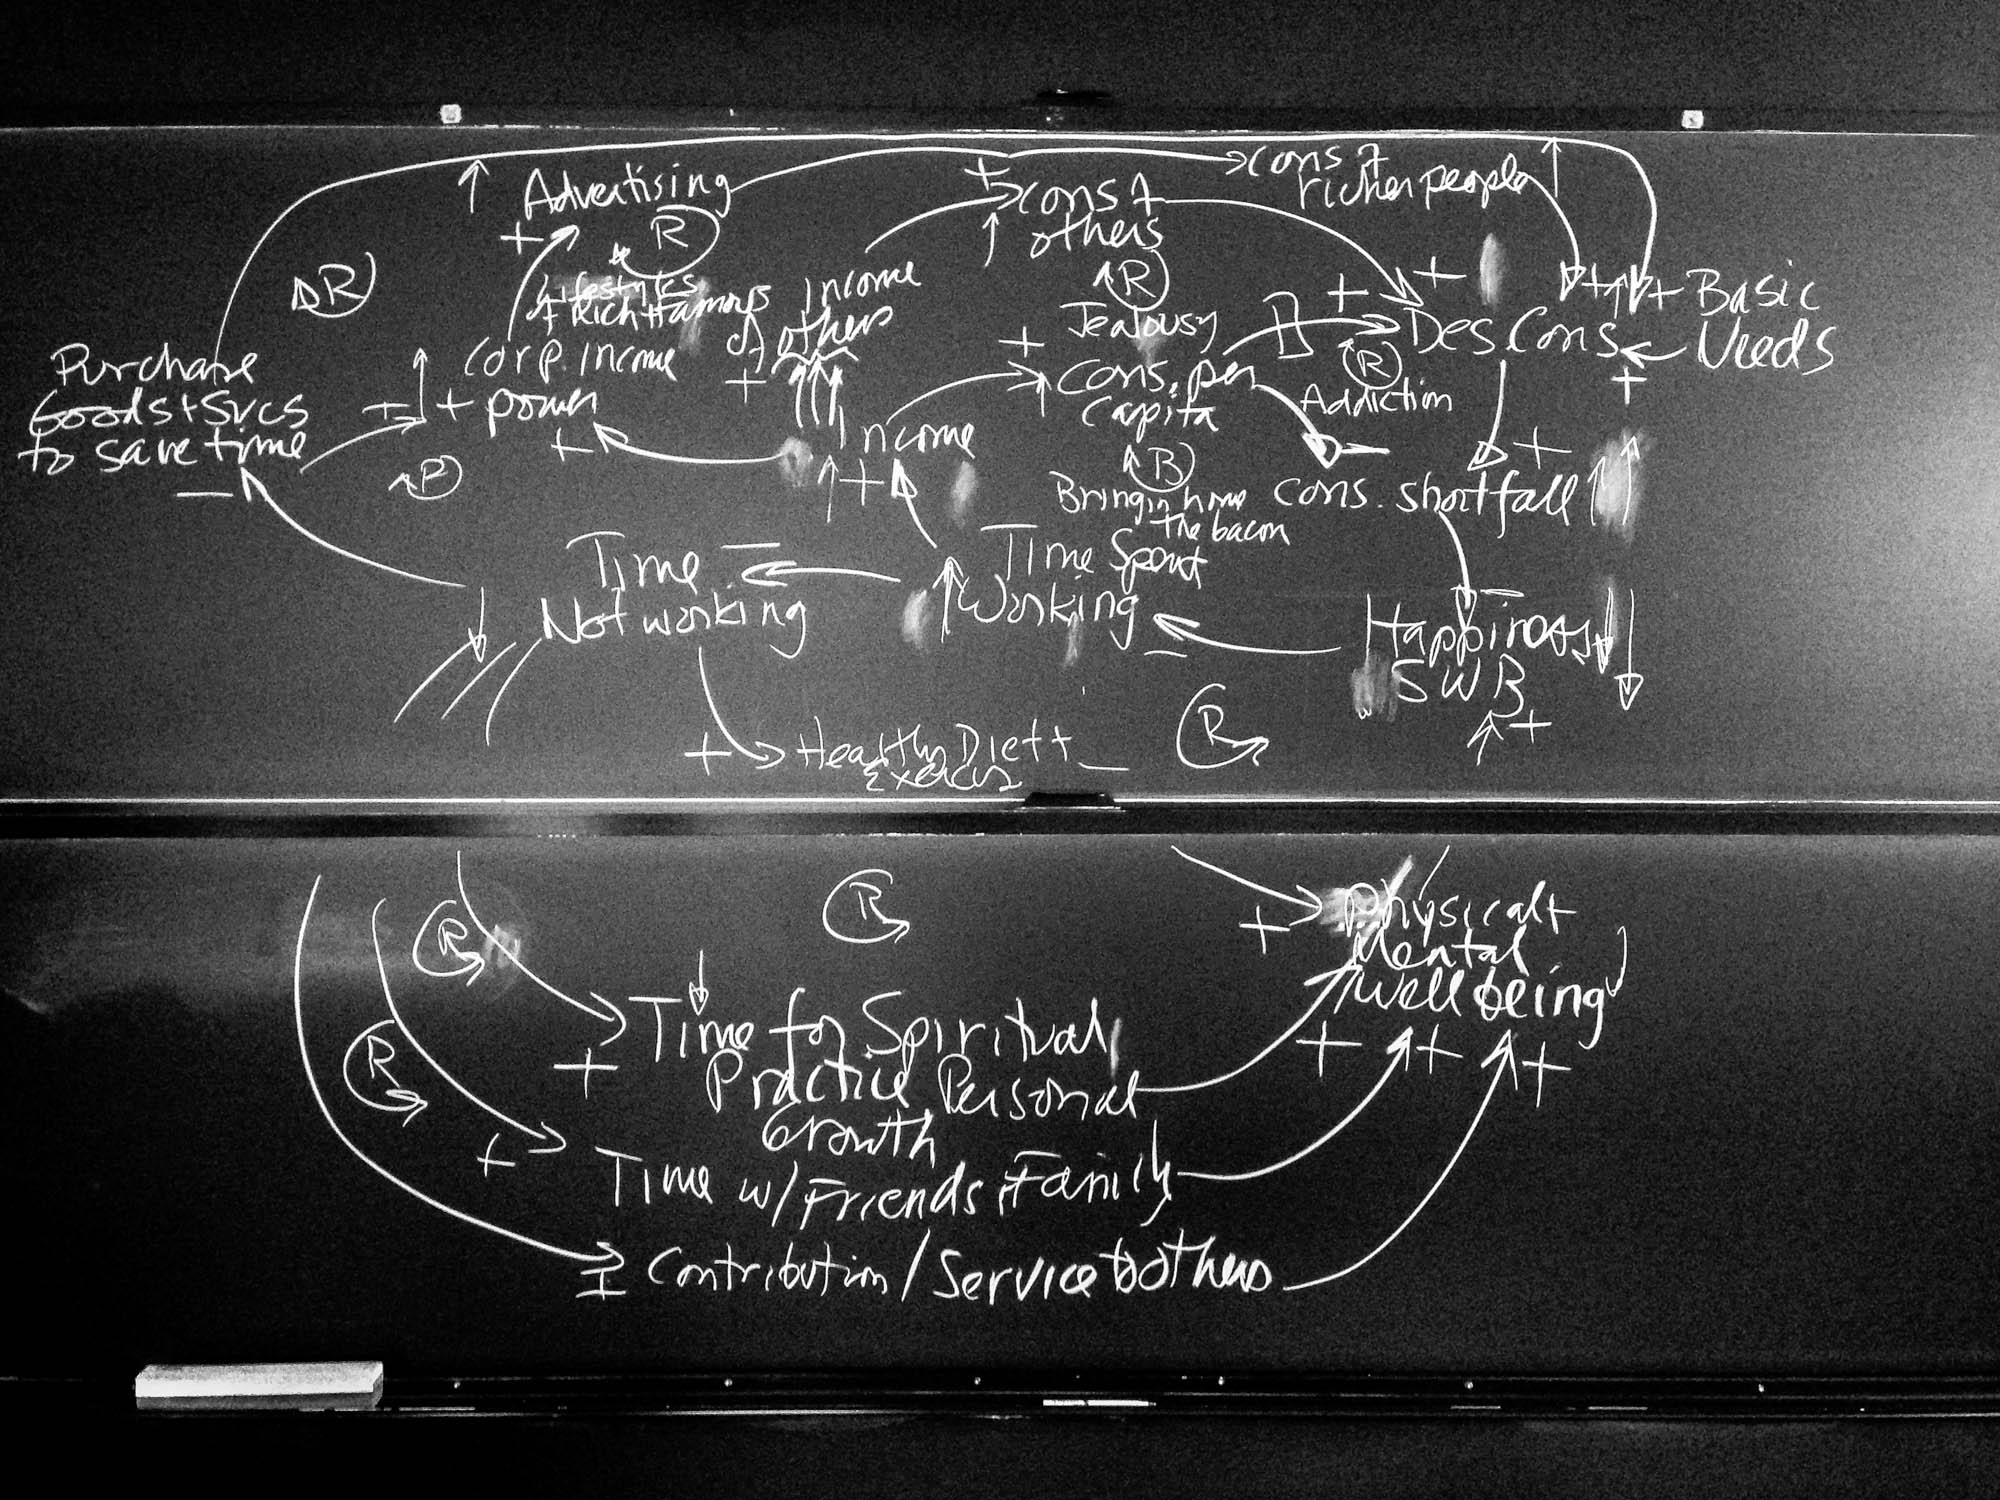 Advertising
+
R
Lifestyles
of Rich + Famous
Corp. income
+ power
+
+
R
Purchase
Goods + Svcs
to save time
−
R
+
cons of
others
cons of
richer people
Income
of others
+
R
Jealousy
+
cons. per
capita
B
Bringin home
the bacon
Income
+
+
+
R
Addiction
Des. Cons
+
+
+
Basic
Needs
−
+
cons. shortfall
−
Happiness
SWB
+
Time Spent
Working
−
Time
Not working
−
+
Healthy Diet +
Exercis
R
R
R
R
+
Physical +
Mental
Wellbeing
+
+
+
+
Time for Spiritual
Practice Personal
Growth
+
Time w/ Friends + Family
+
Contribution / Service to others